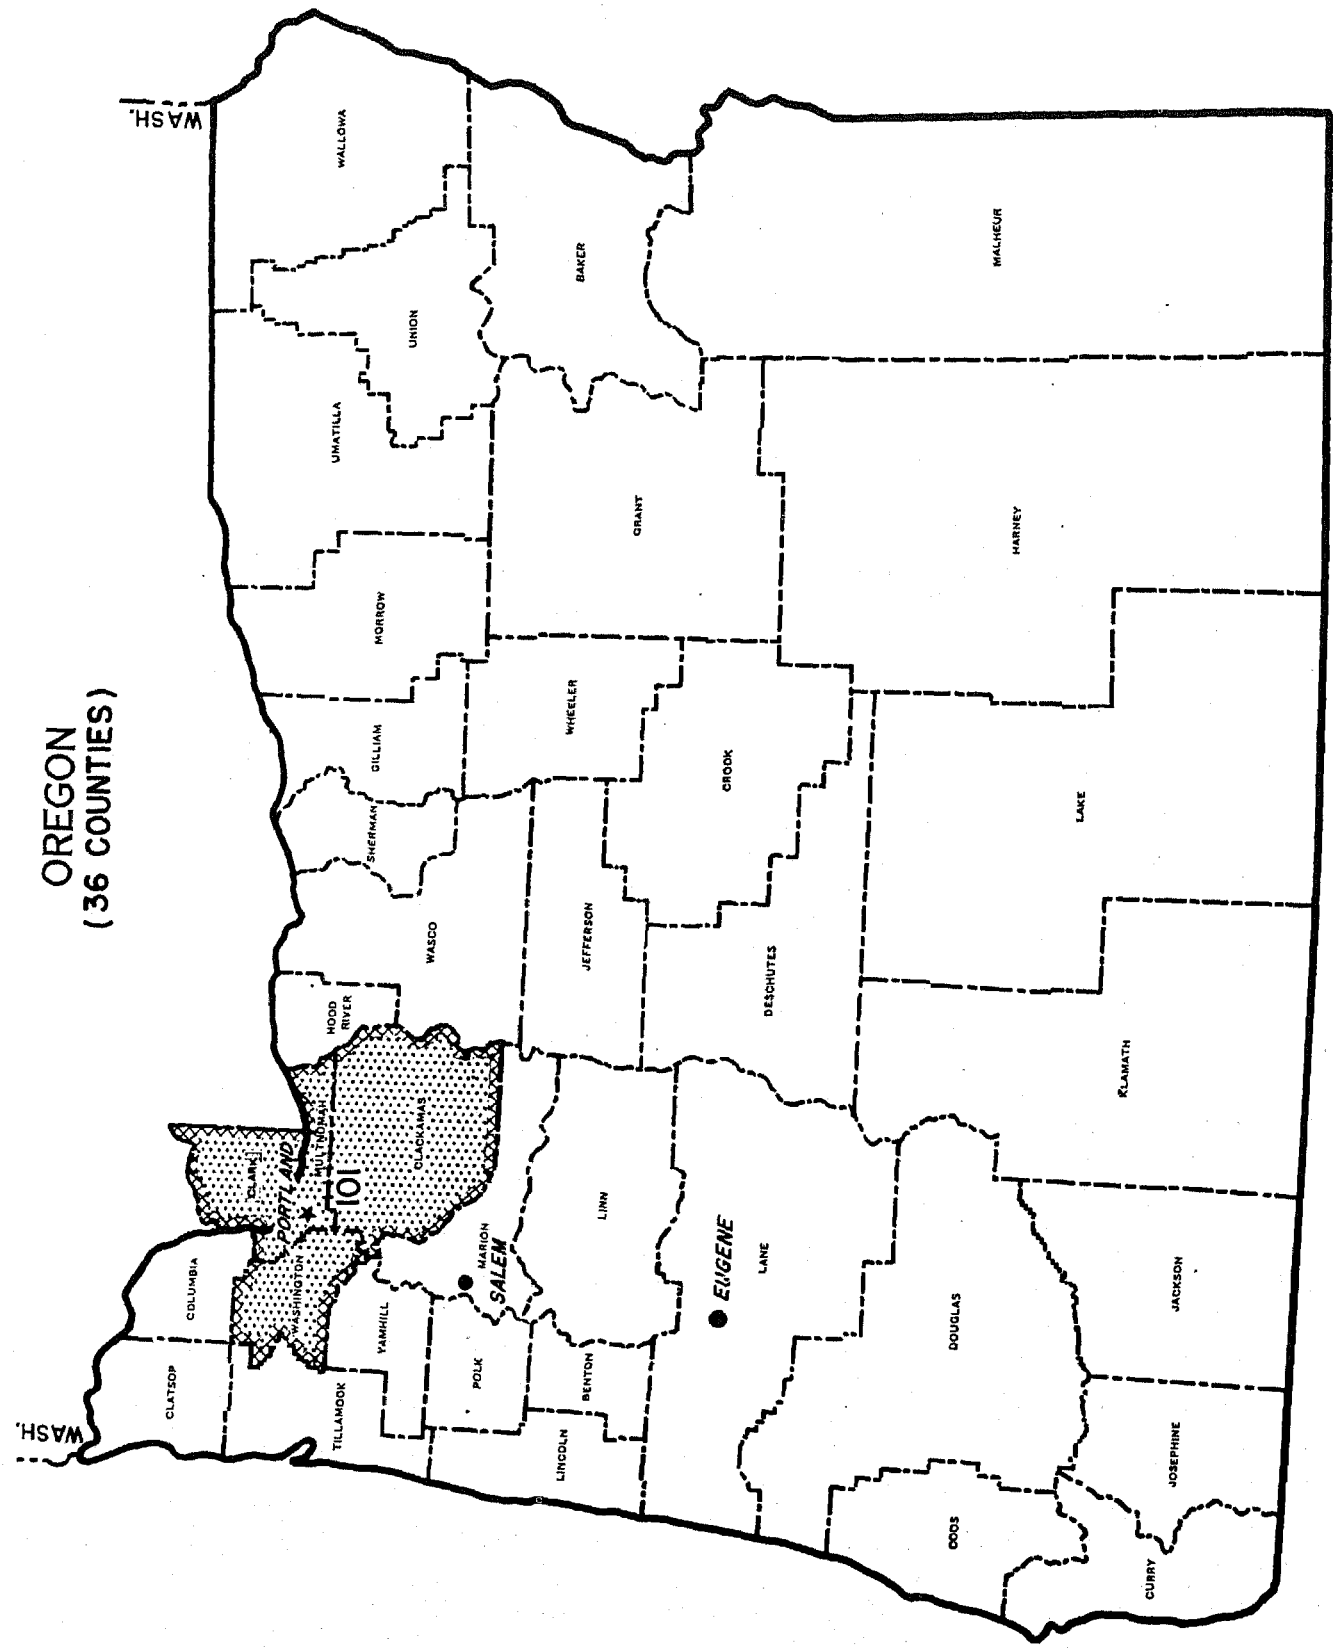 OREGON
(36 COUNTIES)
WASH.
WASH.
CLATSOP
COLUMBIA
CLARK
PORTLAND
MULTNOMAH
HOOD
RIVER
WASHINGTON
101
CLACKAMAS
TILLAMOOK
YAMHILL
POLK
MARION
SALEM
LINCOLN
BENTON
LINN
WASCO
SHERMAN
GILLIAM
MORROW
UMATILLA
UNION
WALLOWA
JEFFERSON
WHEELER
GRANT
BAKER
CROOK
DESCHUTES
EUGENE
LANE
DOUGLAS
COOS
CURRY
JOSEPHINE
JACKSON
KLAMATH
LAKE
HARNEY
MALHEUR